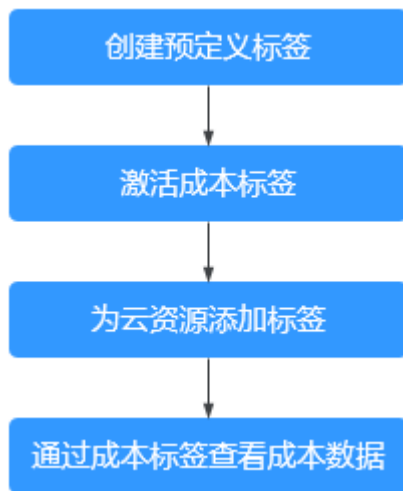 创建预定义标签
激活成本标签
为云资源添加标签
通过成本标签查看成本数据